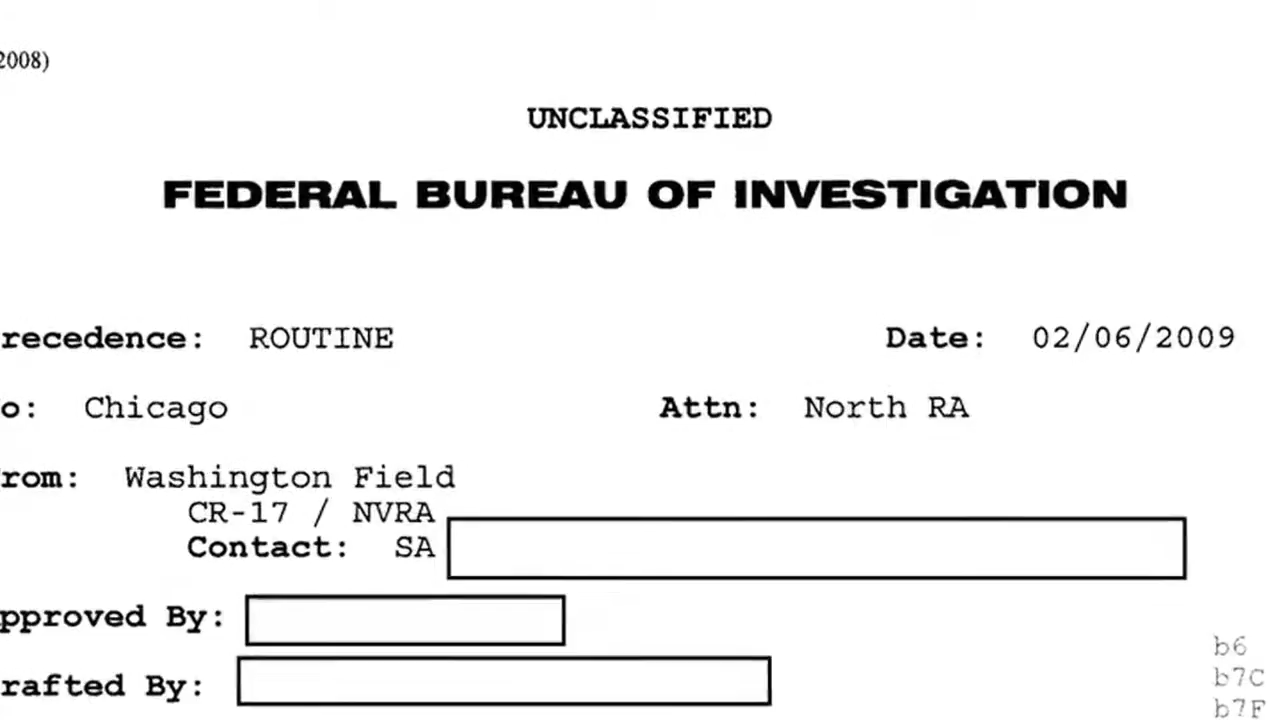 2008)
UNCLASSIFIED
FEDERAL BUREAU OF INVESTIGATION
recedence: ROUTINE Date: 02/06/2009
o: Chicago Attn: North RA
rom: Washington Field
CR-17 / NVRA
Contact: SA
pproved By:
rafted By:
b6
b7C
b7F